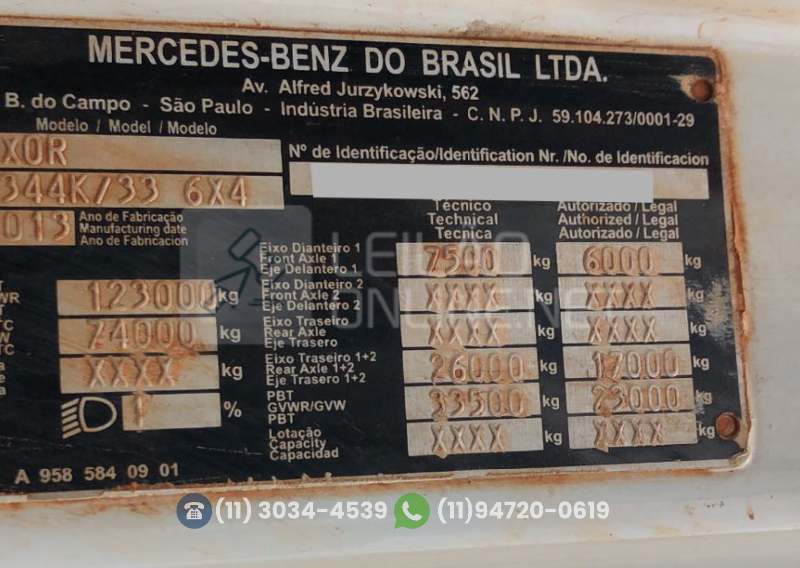 MERCEDES-BENZ DO BRASIL LTDA.
Av. Alfred Jurzykowski, 562
B. do Campo - São Paulo - Indústria Brasileira - C. N. P. J. 59.104.273/0001-29
Modelo / Model / Modelo
XOR
344K/33 6X4
013 Ano de Fabricação
Manufacturing date
Ano de Fabricacion
Nº de Identificação/Identification Nr. /No. de Identificacion
Técnico Autorizado / Legal
Technical Authorized / Legal
Tecnica Autorizado / Legal
Eixo Dianteiro 1
Front Axle 1
Eje Delantero 1
7500 kg 6000 kg
Eixo Dianteiro 2
Front Axle 2
Eje Delantero 2
XXXX kg XXXX kg
Eixo Traseiro
Rear Axle
Eje Trasero
XXXX kg XXXX kg
Eixo Traseiro 1+2
Rear Axle 1+2
Eje Trasero 1+2
26000 kg 17000 kg
PBT
GVWR/GVW
PBT
33500 kg 23000 kg
Lotação
Capacity
Capacidad
XXXX kg XXXX kg
123000 kg
74000 kg
XXXX kg
%
A 958 584 09 01
LEILÃO
ONLINE.NET
(11) 3034-4539 (11)94720-0619